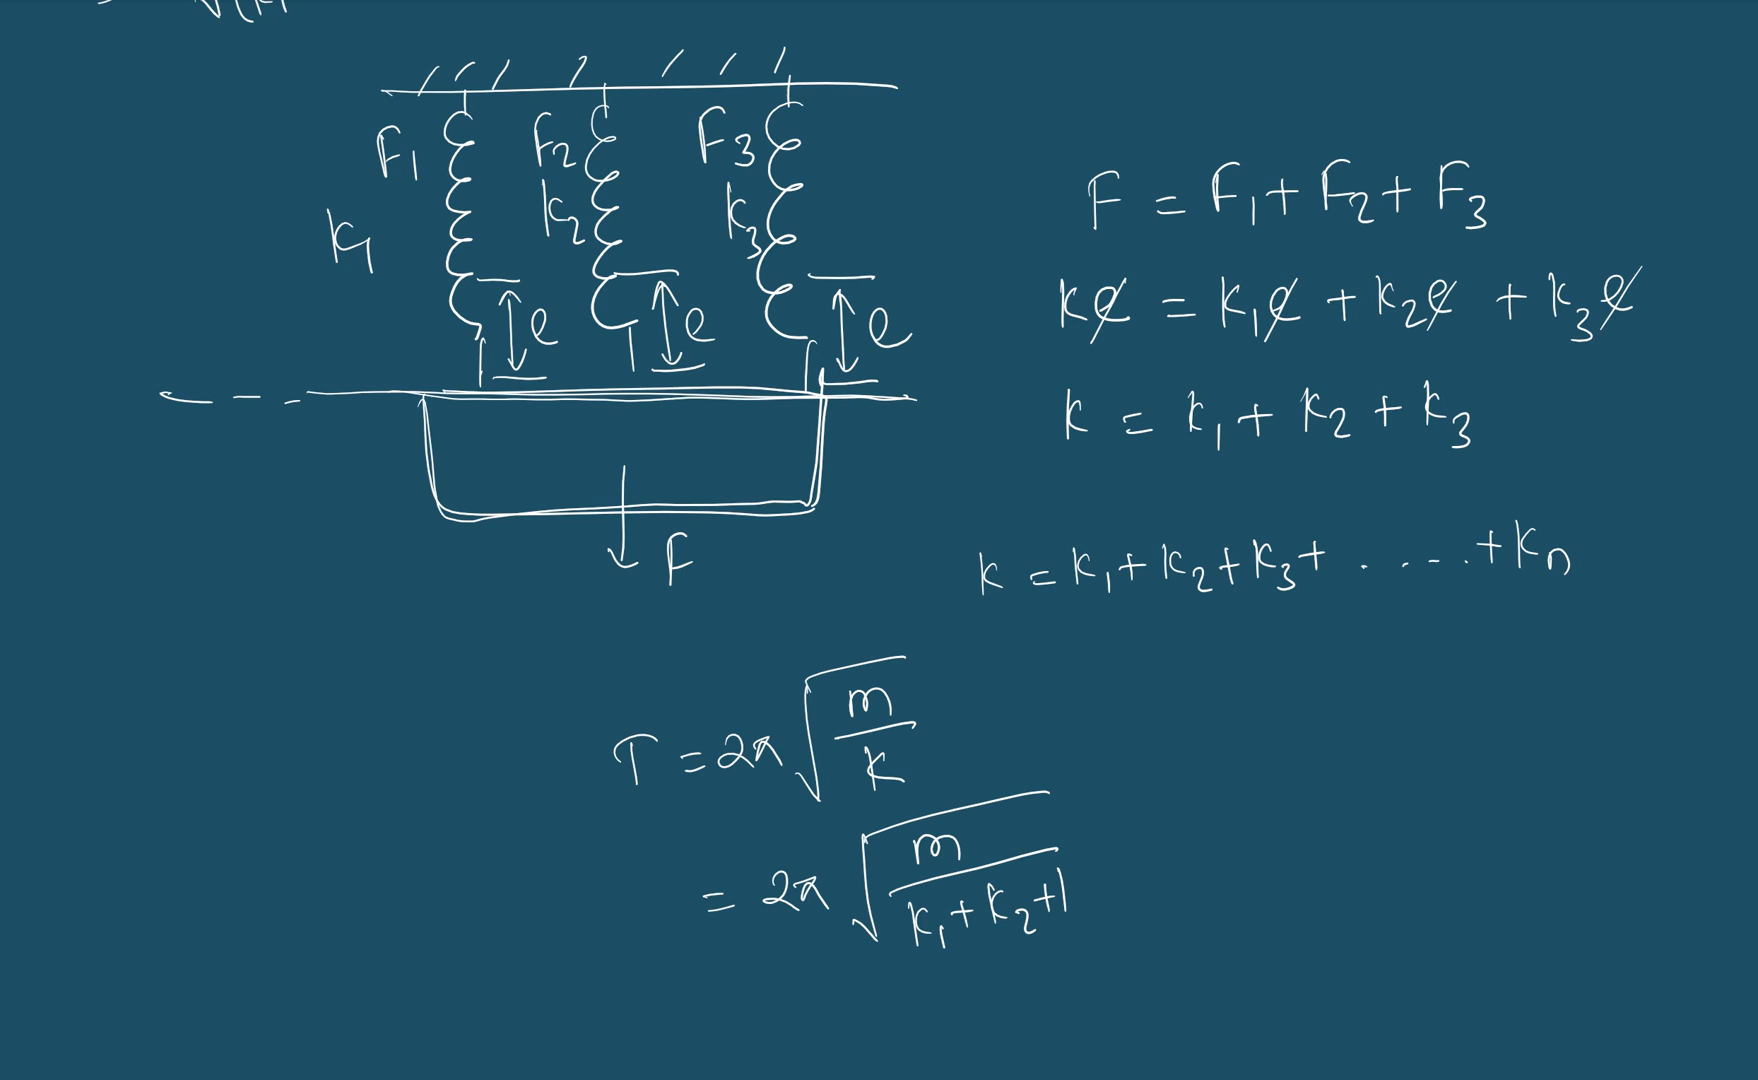 F1 F2 F3
k1 k2 k3
e e e
F
F = F1 + F2 + F3
ke = k1e + k2e + k3e
k = k1 + k2 + k3
k = k1 + k2 + k3 + ..... + kn
T = 2π √(m/k)
= 2π √(m/(k1 + k2 + l